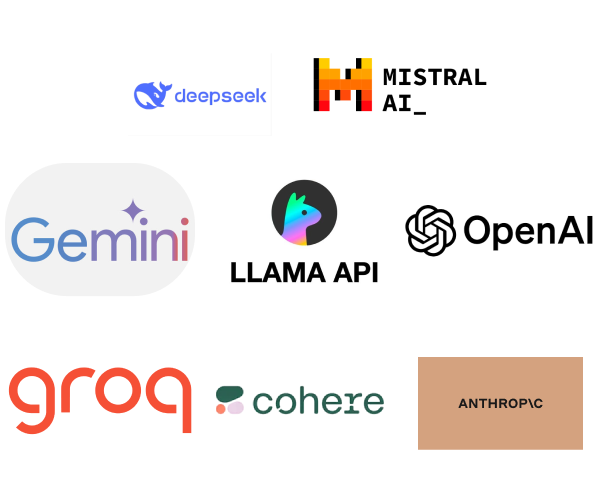 deepseek
MISTRAL
AI_
Gemini
LLAMA API
OpenAI
groq
cohere
ANTHROP\C